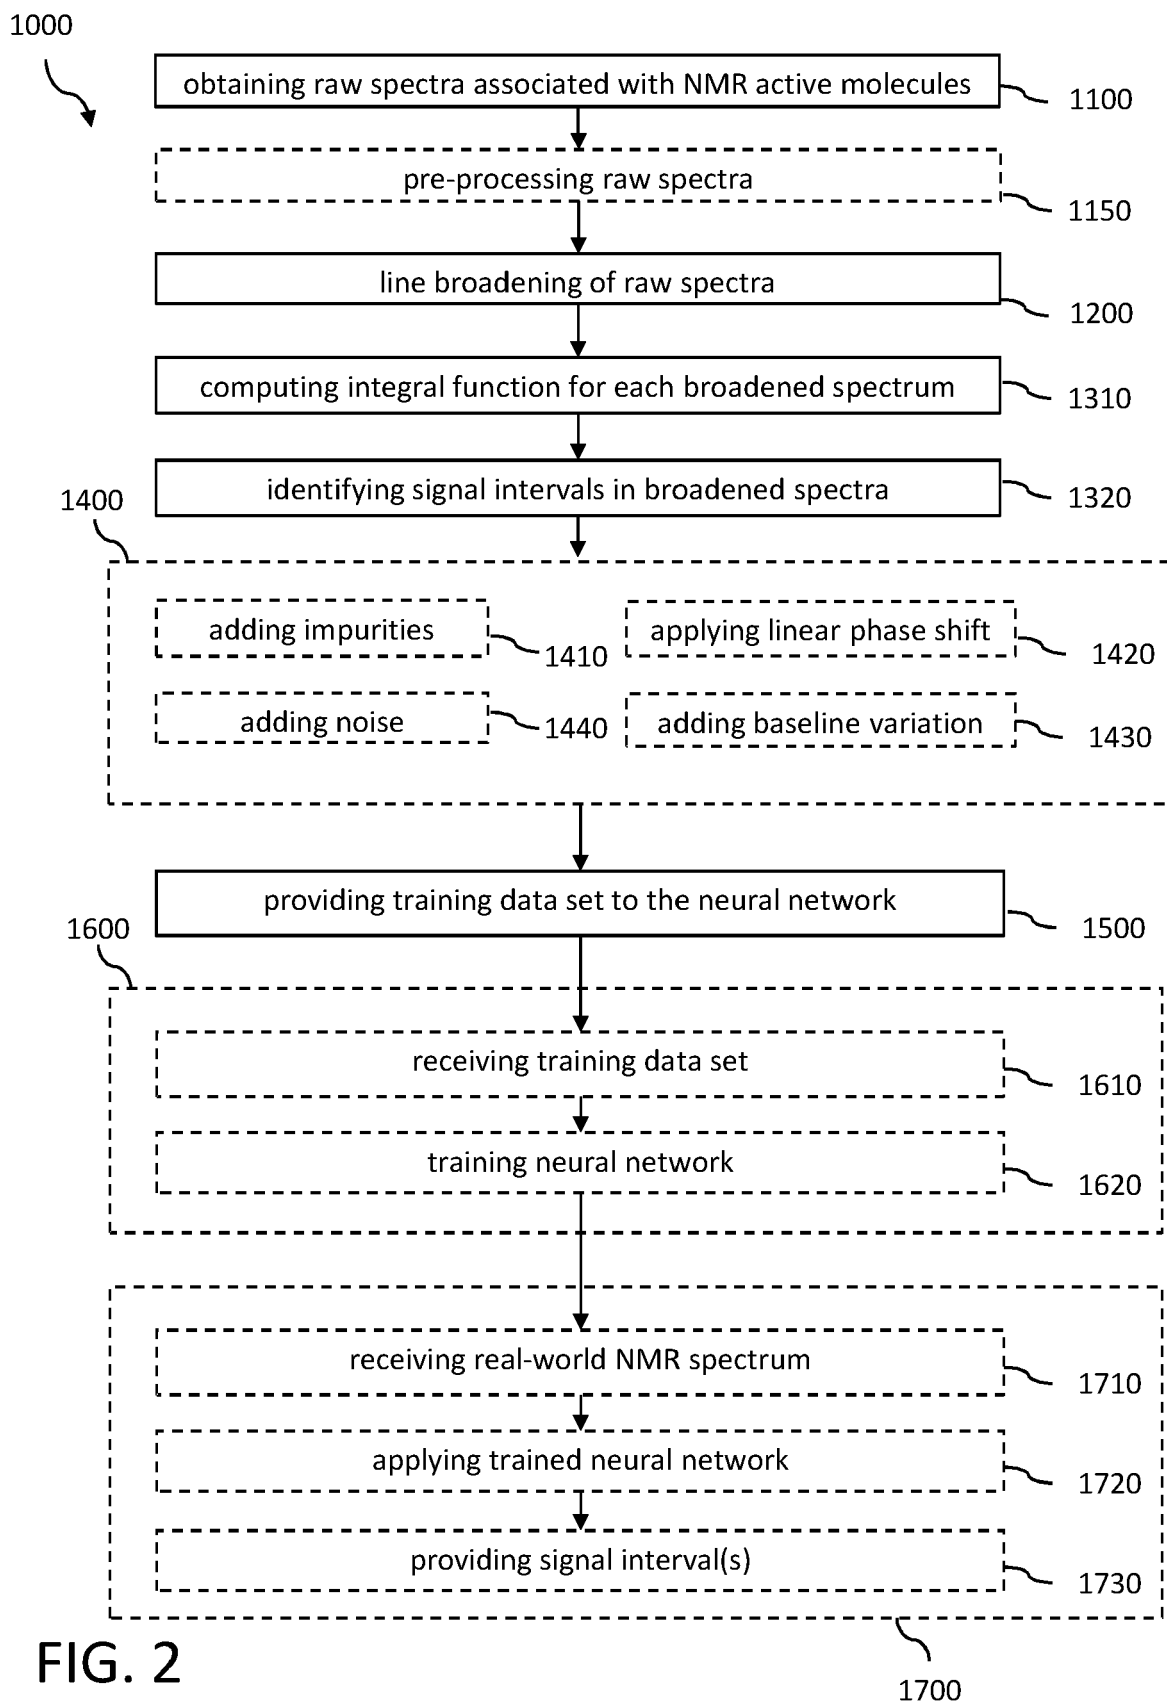 1000
obtaining raw spectra associated with NMR active molecules
1100
pre-processing raw spectra
1150
line broadening of raw spectra
1200
computing integral function for each broadened spectrum
1310
identifying signal intervals in broadened spectra
1320
1400
adding impurities
1410
applying linear phase shift
1420
adding noise
1440
adding baseline variation
1430
providing training data set to the neural network
1500
1600
receiving training data set
1610
training neural network
1620
receiving real-world NMR spectrum
1710
applying trained neural network
1720
providing signal interval(s)
1730
FIG. 2
1700